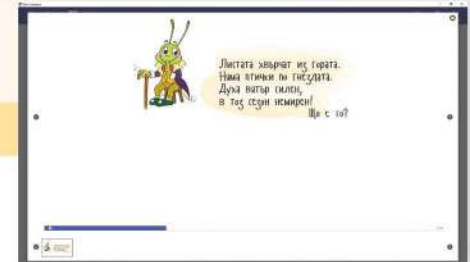 Листата хвърчат из гората.
Няма птички по гнездата.
Духа вятър силен,
в тоз сезон немирен!
Що е то?